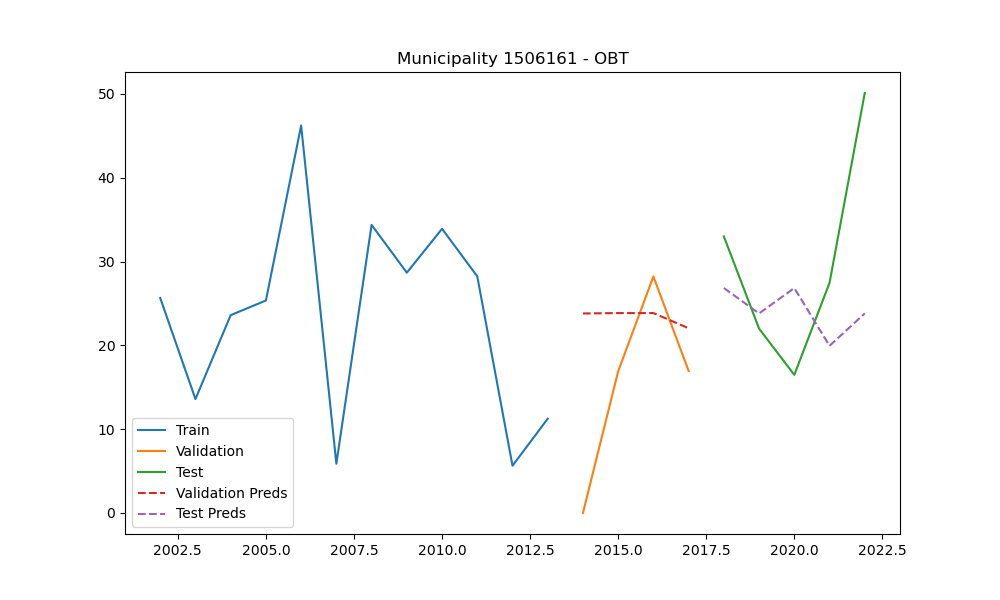 Municipality 1506161 - OBT
50
40
30
20
10
0
Train
Validation
Test
Validation Preds
Test Preds
2002.5 2005.0 2007.5 2010.0 2012.5 2015.0 2017.5 2020.0 2022.5